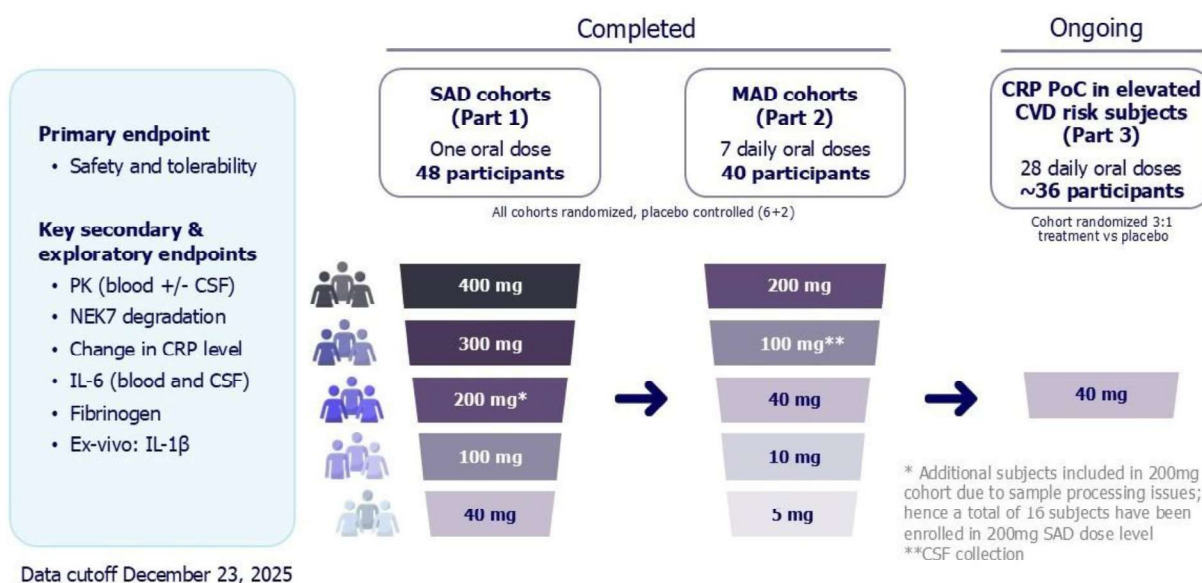 Completed
Ongoing
Primary endpoint
• Safety and tolerability
Key secondary &
exploratory endpoints
• PK (blood +/- CSF)
• NEK7 degradation
• Change in CRP level
• IL-6 (blood and CSF)
• Fibrinogen
• Ex-vivo: IL-1β
Data cutoff December 23, 2025
SAD cohorts
(Part 1)
One oral dose
48 participants
MAD cohorts
(Part 2)
7 daily oral doses
40 participants
All cohorts randomized, placebo controlled (6+2)
CRP PoC in elevated
CVD risk subjects
(Part 3)
28 daily oral doses
~36 participants
Cohort randomized 3:1
treatment vs placebo
400 mg
300 mg
200 mg*
100 mg
40 mg
200 mg
100 mg**
40 mg
10 mg
5 mg
40 mg
* Additional subjects included in 200mg
cohort due to sample processing issues;
hence a total of 16 subjects have been
enrolled in 200mg SAD dose level
**CSF collection